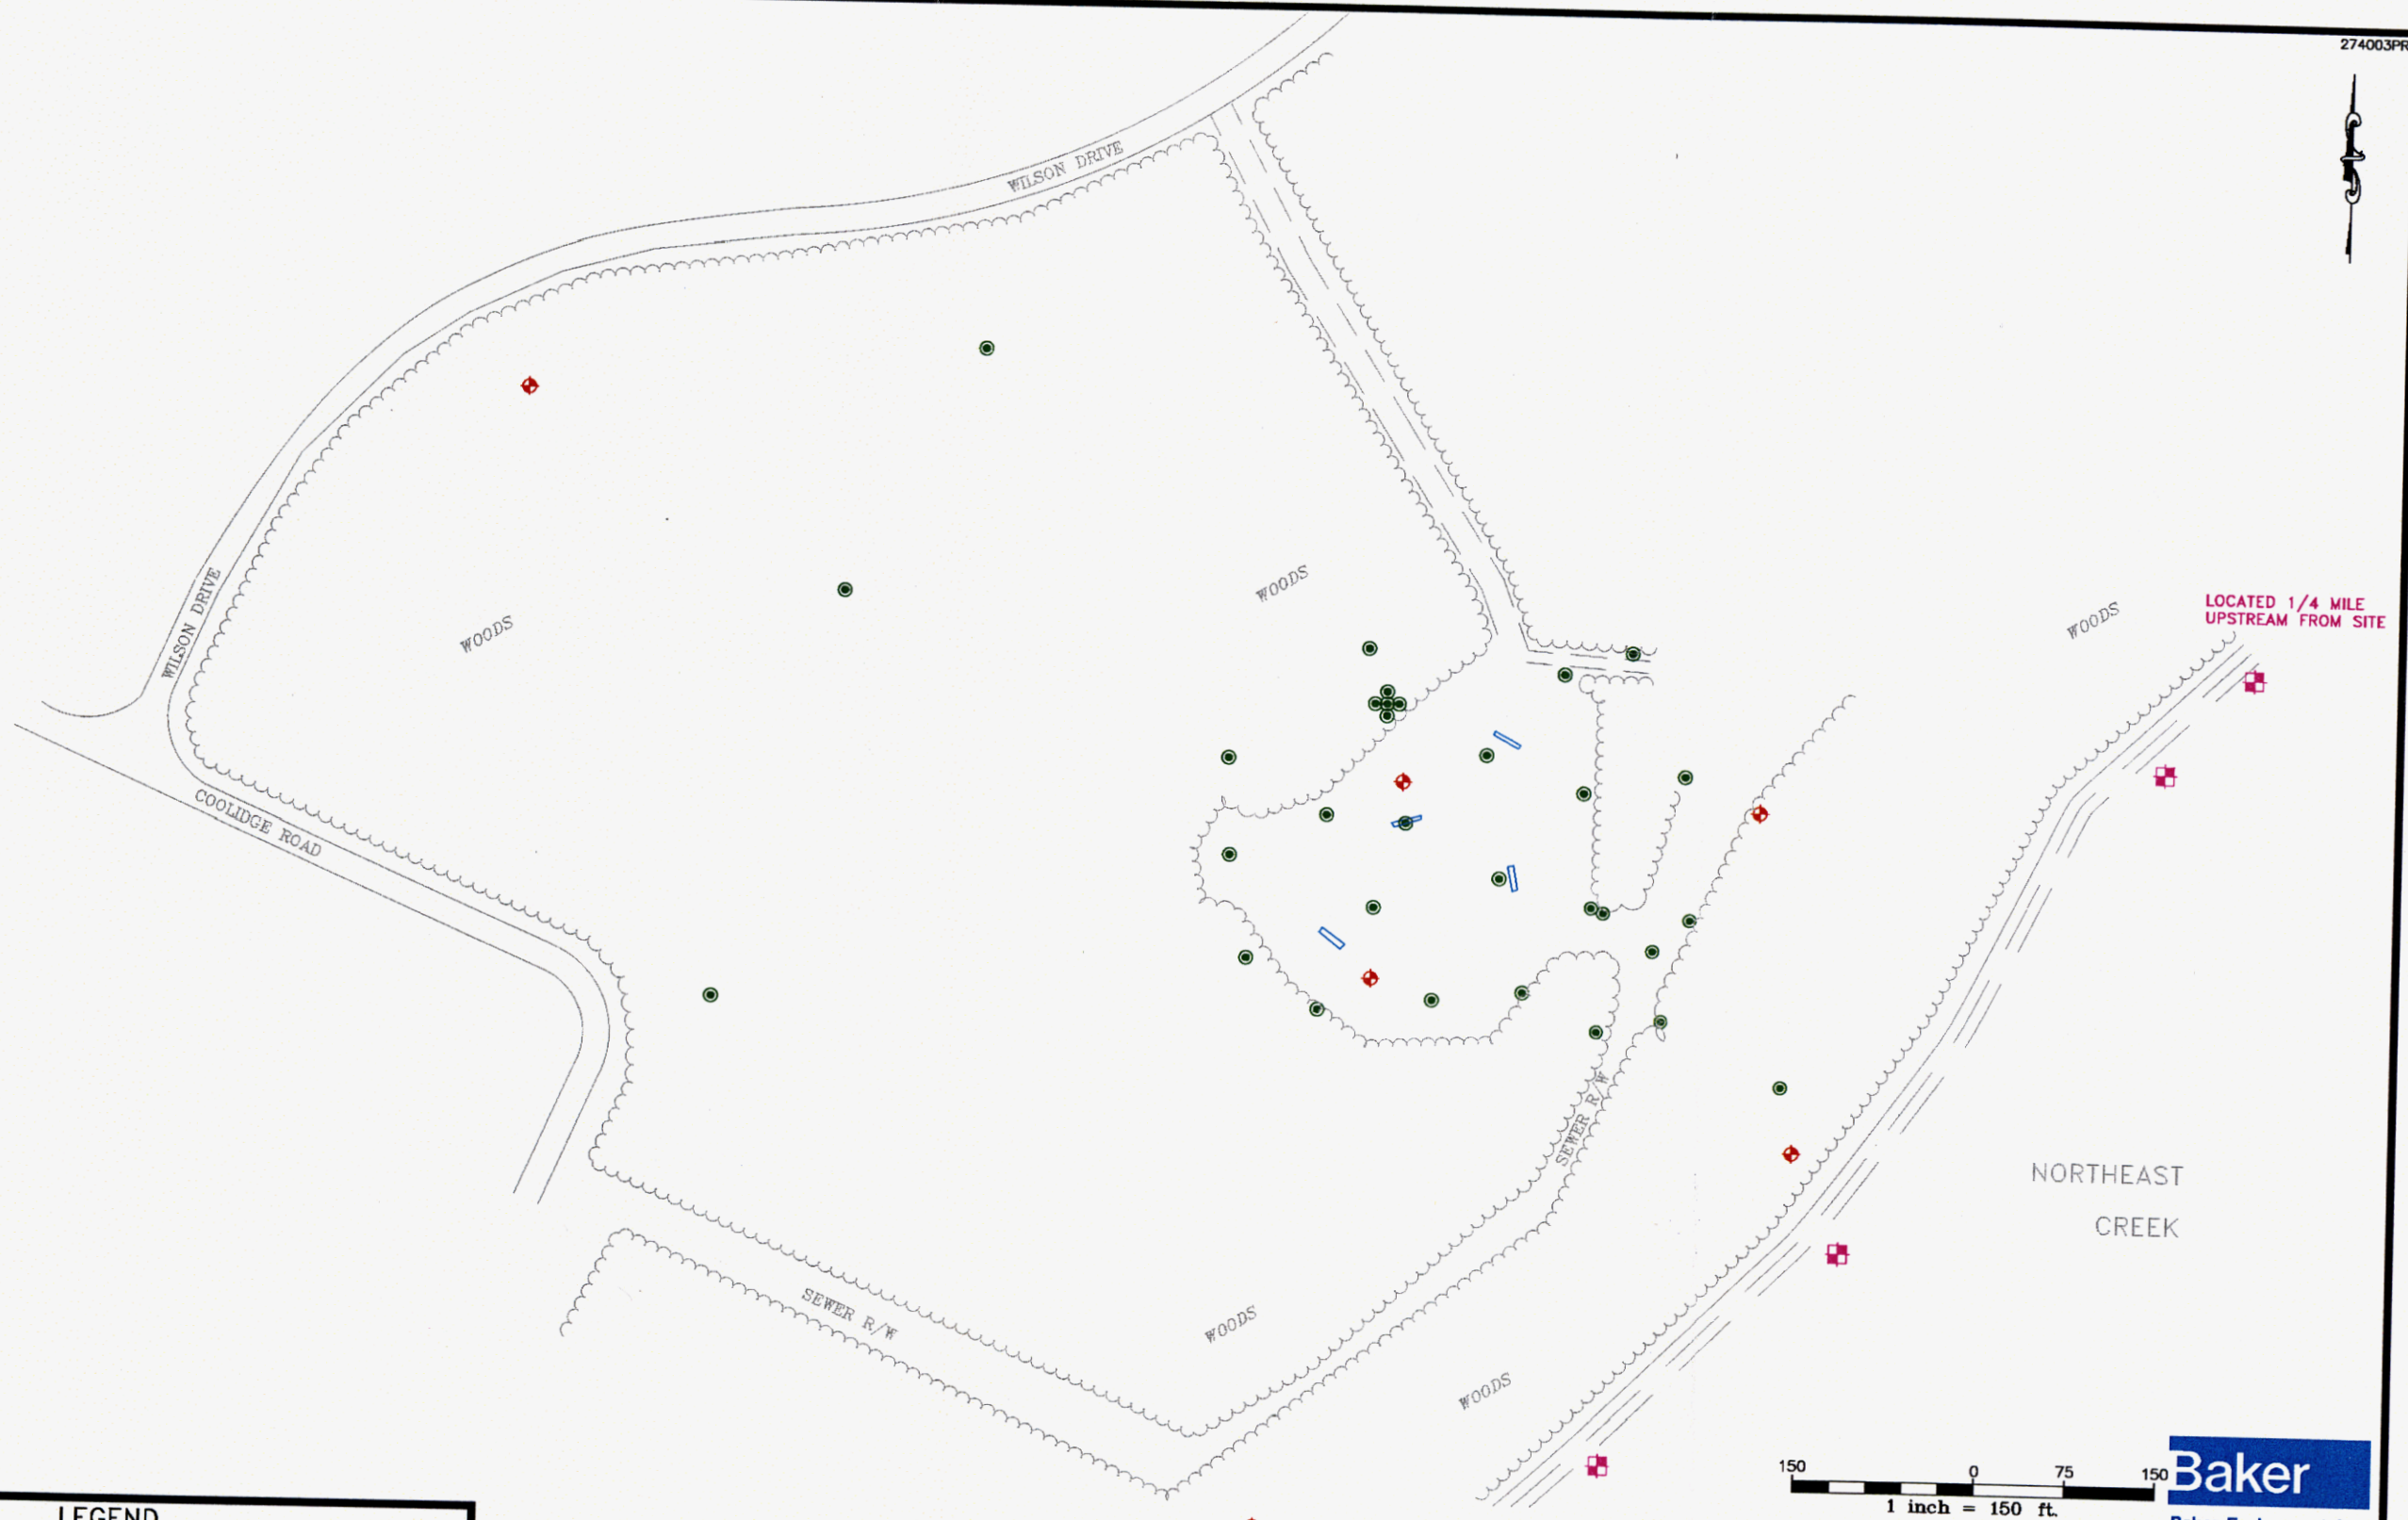 274003PR
WILSON DRIVE
WOODS
WILSON DRIVE
WOODS
WOODS
LOCATED 1/4 MILE
UPSTREAM FROM SITE
COOLIDGE ROAD
SEWER R/W
NORTHEAST
CREEK
SEWER R/W
WOODS
WOODS
150 0 75 150
1 inch = 150 ft.
Baker
LEGEND